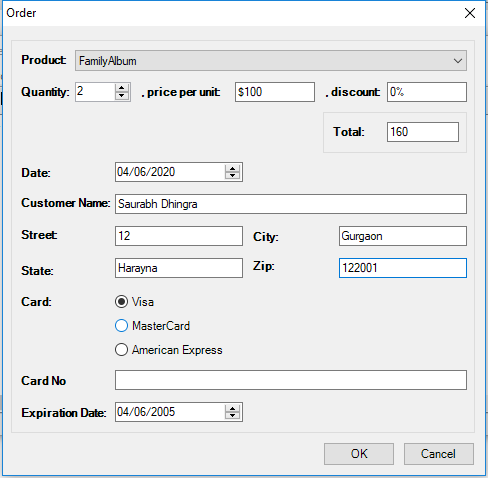 Order
Product: FamilyAlbum
Quantity: 2 , price per unit: $100 , discount: 0%
Total: 160
Date: 04/06/2020
Customer Name: Saurabh Dhingra
Street: 12 City: Gurgaon
State: Harayna Zip: 122001
Card: Visa
MasterCard
American Express
Card No
Expiration Date: 04/06/2005
OK Cancel